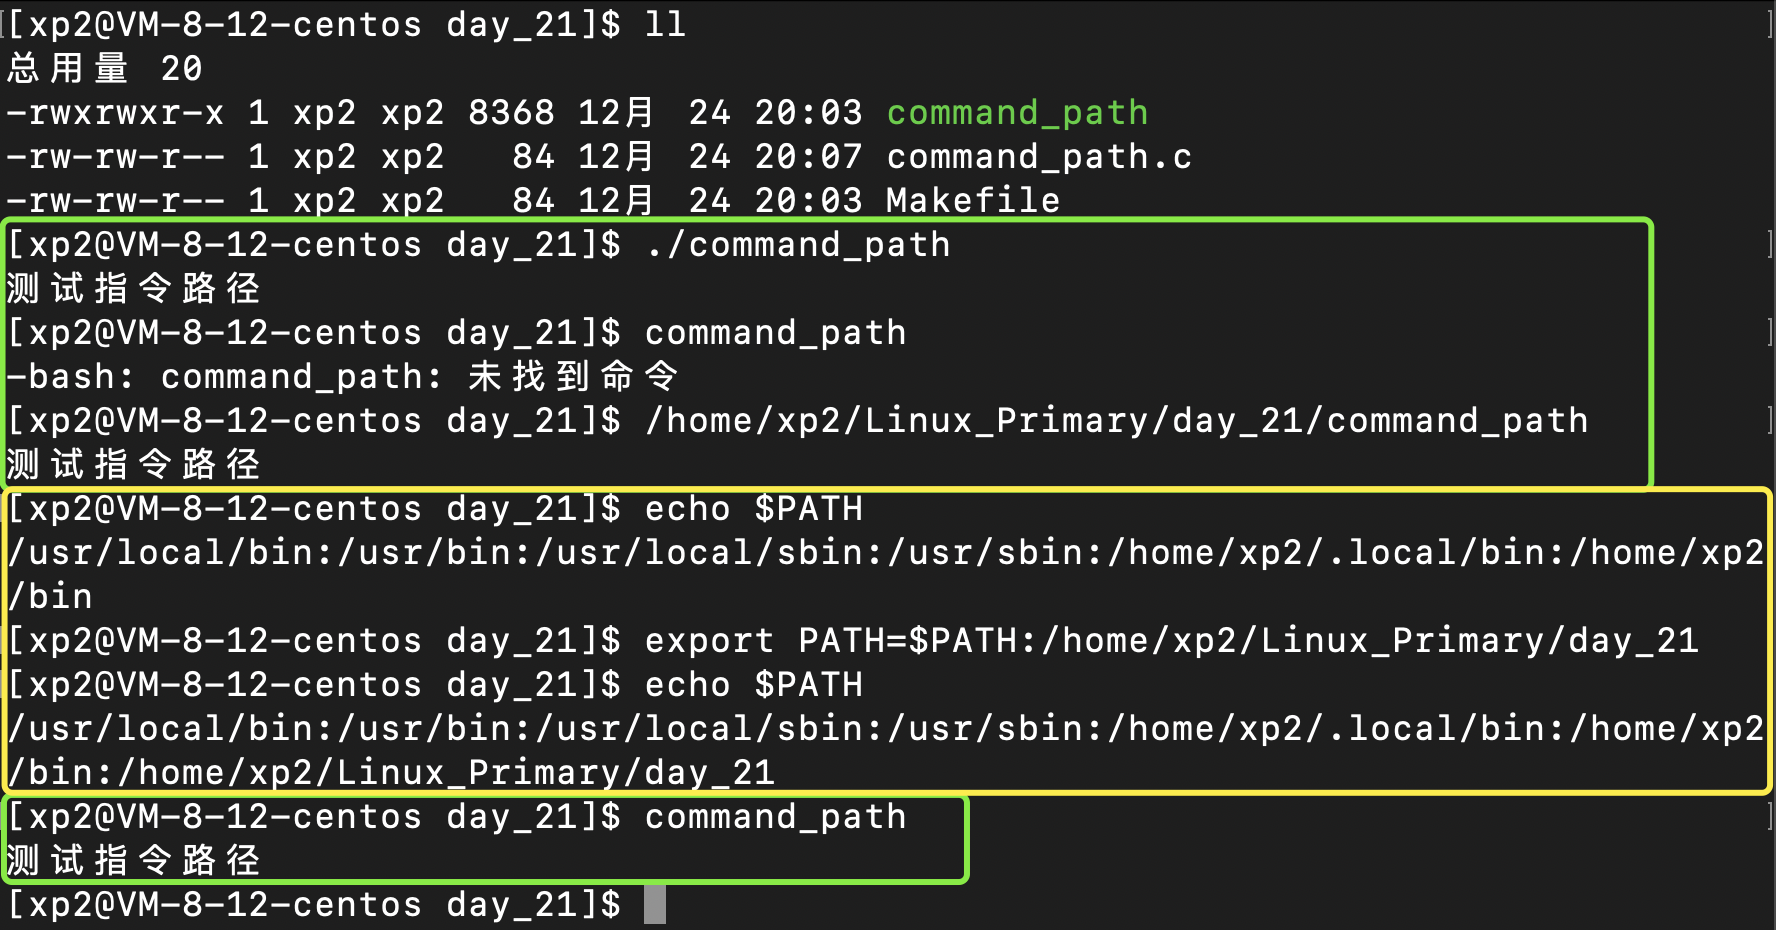 [xp2@VM-8-12-centos day_21]$ ll
总用量 20
-rwxrwxr-x 1 xp2 xp2 8368 12月  24 20:03 command_path
-rw-rw-r-- 1 xp2 xp2   84 12月  24 20:07 command_path.c
-rw-rw-r-- 1 xp2 xp2   84 12月  24 20:03 Makefile
[xp2@VM-8-12-centos day_21]$ ./command_path
测试指令路径
[xp2@VM-8-12-centos day_21]$ command_path
-bash: command_path: 未找到命令
[xp2@VM-8-12-centos day_21]$ /home/xp2/Linux_Primary/day_21/command_path
测试指令路径
[xp2@VM-8-12-centos day_21]$ echo $PATH
/usr/local/bin:/usr/bin:/usr/local/sbin:/usr/sbin:/home/xp2/.local/bin:/home/xp2
/bin
[xp2@VM-8-12-centos day_21]$ export PATH=$PATH:/home/xp2/Linux_Primary/day_21
[xp2@VM-8-12-centos day_21]$ echo $PATH
/usr/local/bin:/usr/bin:/usr/local/sbin:/usr/sbin:/home/xp2/.local/bin:/home/xp2
/bin:/home/xp2/Linux_Primary/day_21
[xp2@VM-8-12-centos day_21]$ command_path
测试指令路径
[xp2@VM-8-12-centos day_21]$